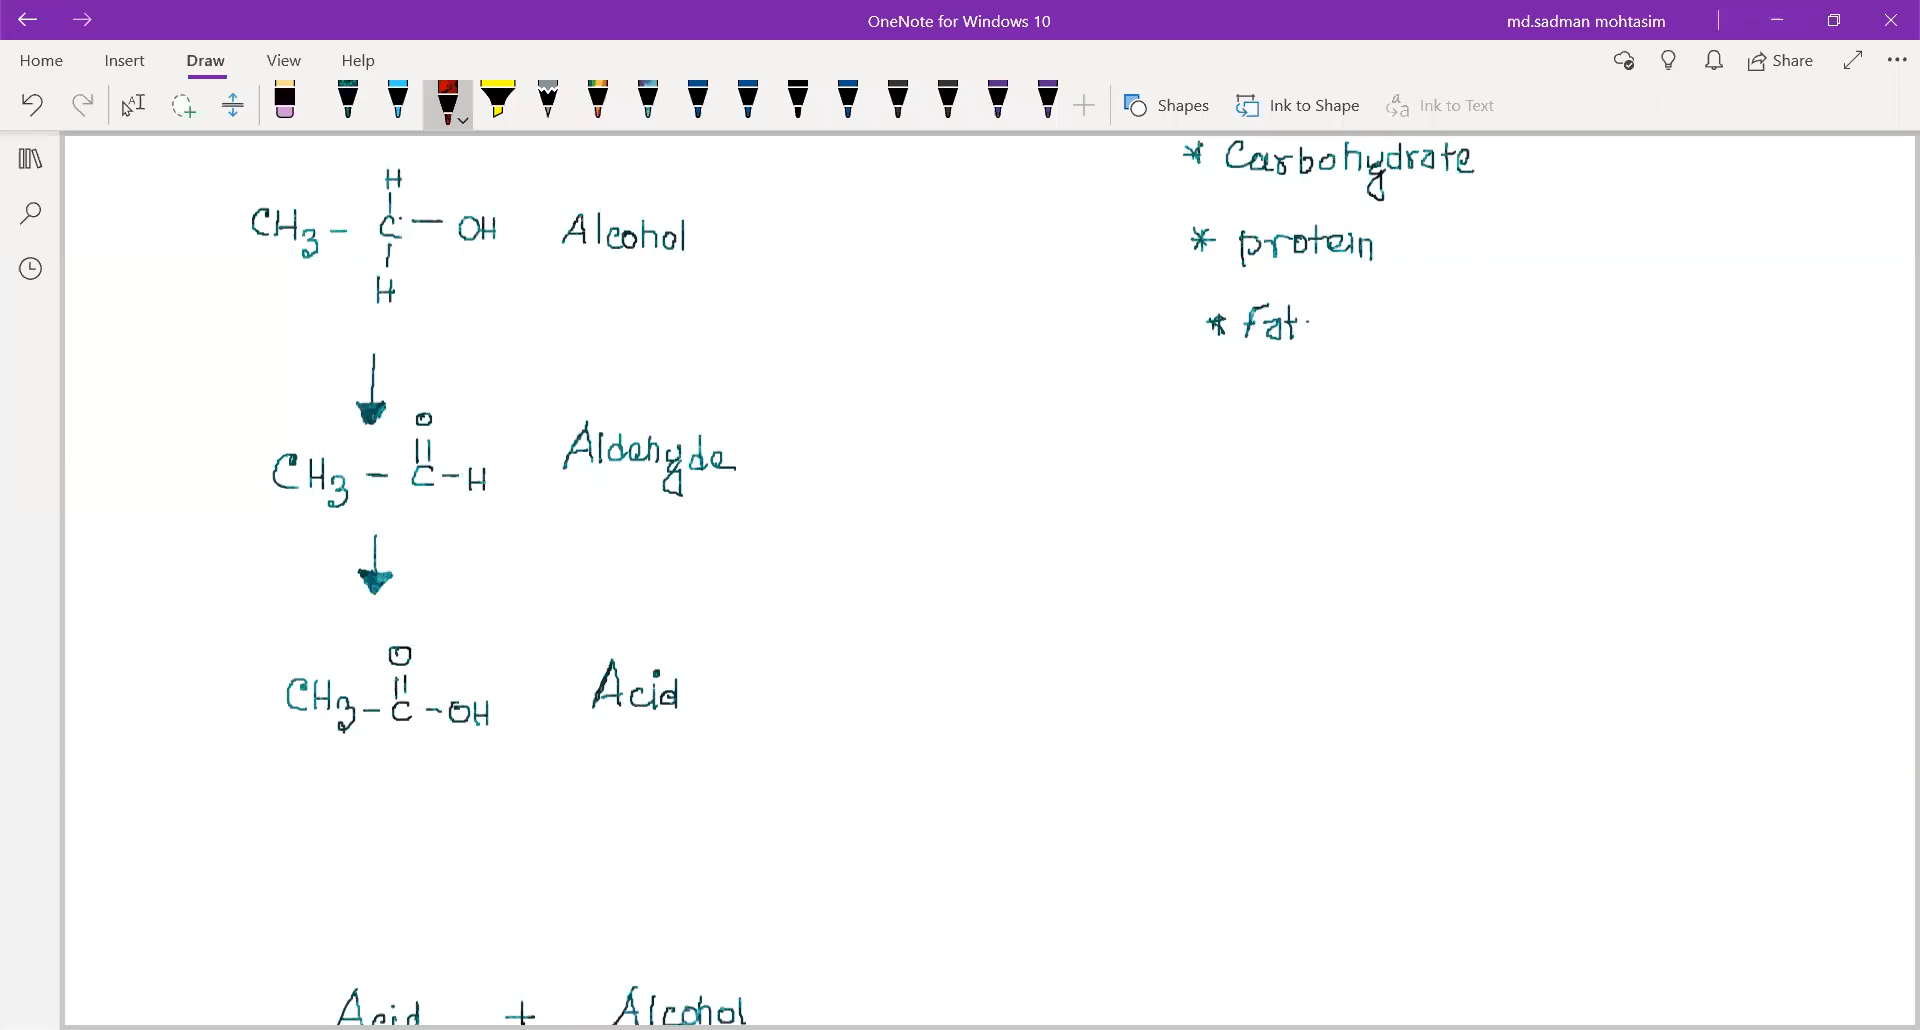 OneNote for Windows 10
md.sadman mohtasim
Home Insert Draw View Help
Share
Shapes Ink to Shape Ink to Text
* Carbohydrate
H
CH3 - C - OH Alcohol
H
* protein
* Fat
O
CH3 - C - H Aldehyde
O
CH3 - C - OH Acid
Acid + Alcohol